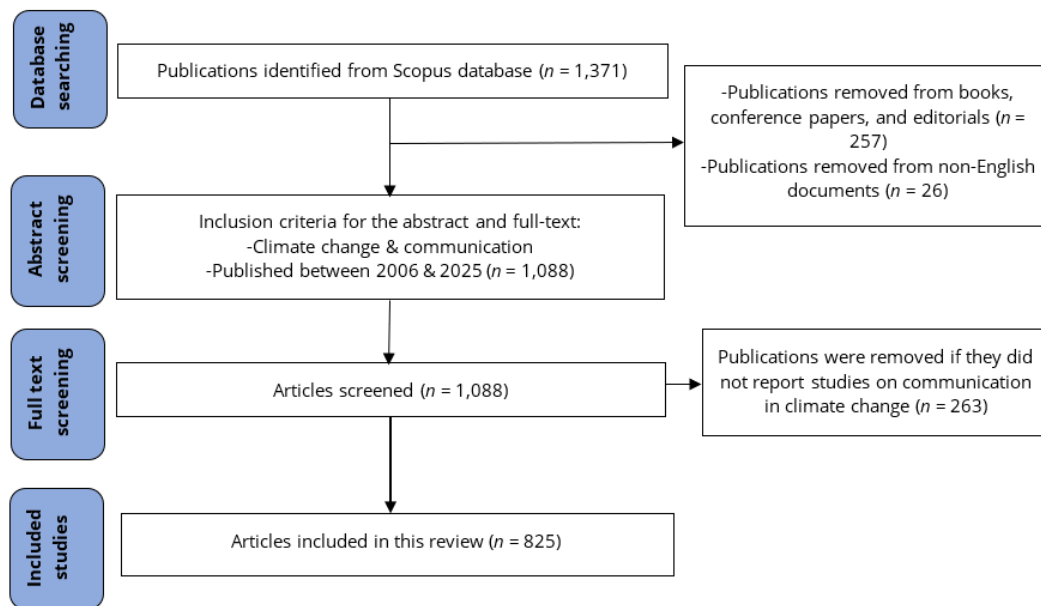 Database
searching
Publications identified from Scopus database (n = 1,371)
-Publications removed from books,
conference papers, and editorials (n =
257)
-Publications removed from non-English
documents (n = 26)
Abstract
screening
Inclusion criteria for the abstract and full-text:
-Climate change & communication
-Published between 2006 & 2025 (n = 1,088)
Full text
screening
Articles screened (n = 1,088)
Publications were removed if they did
not report studies on communication
in climate change (n = 263)
Included
studies
Articles included in this review (n = 825)